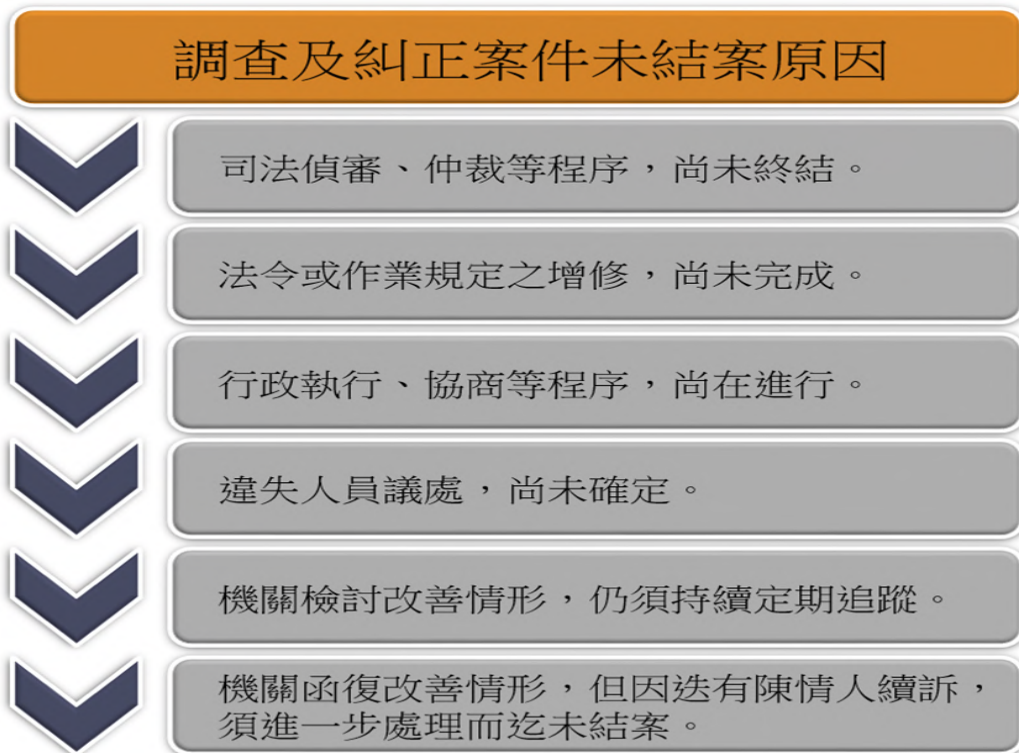 調查及糾正案件未結案原因
司法偵審、仲裁等程序，尚未終結。
法令或作業規定之增修，尚未完成。
行政執行、協商等程序，尚在進行。
違失人員議處，尚未確定。
機關檢討改善情形，仍須持續定期追蹤。
機關函復改善情形，但因迭有陳情人續訴，
須進一步處理而迄未結案。